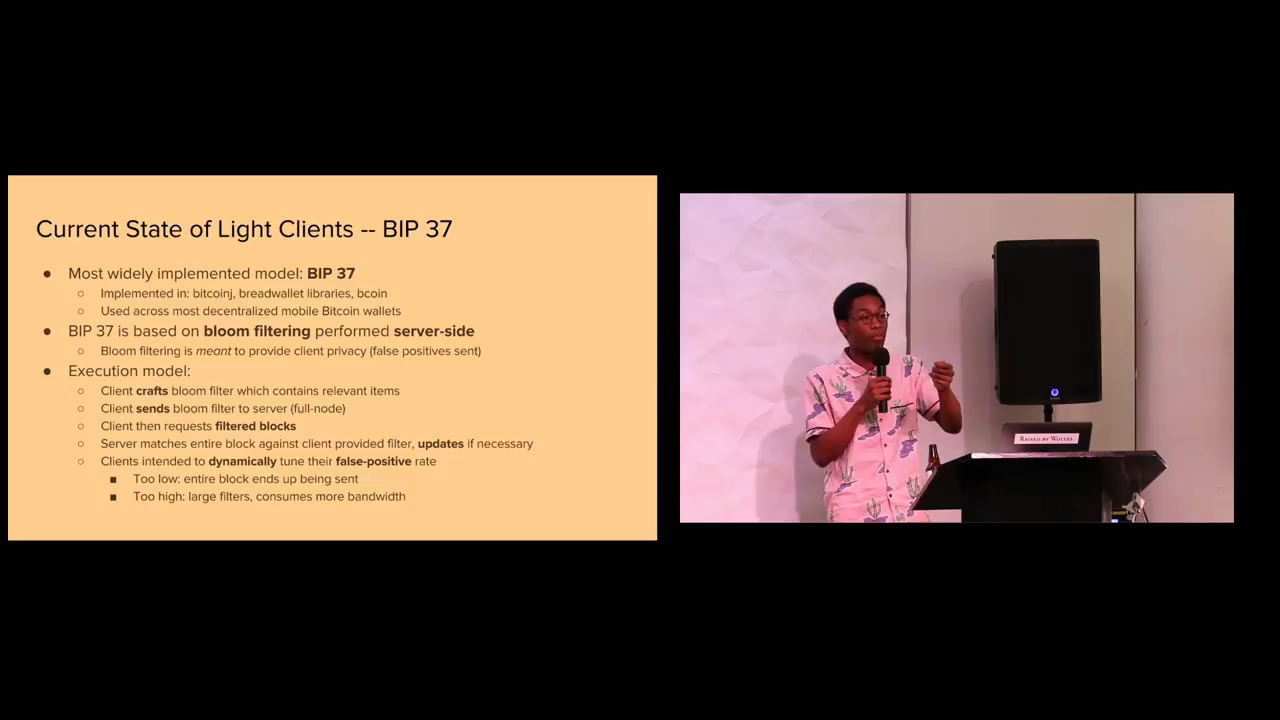 Current State of Light Clients -- BIP 37
● Most widely implemented model: BIP 37
○ Implemented in: bitcoinj, breadwallet libraries, bcoin
○ Used across most decentralized mobile Bitcoin wallets
● BIP 37 is based on bloom filtering performed server-side
○ Bloom filtering is meant to provide client privacy (false positives sent)
● Execution model:
○ Client crafts bloom filter which contains relevant items
○ Client sends bloom filter to server (full-node)
○ Client then requests filtered blocks
○ Server matches entire block against client provided filter, updates if necessary
○ Clients intended to dynamically tune their false-positive rate
■ Too low: entire block ends up being sent
■ Too high: large filters, consumes more bandwidth
RAISED BY WOLVES